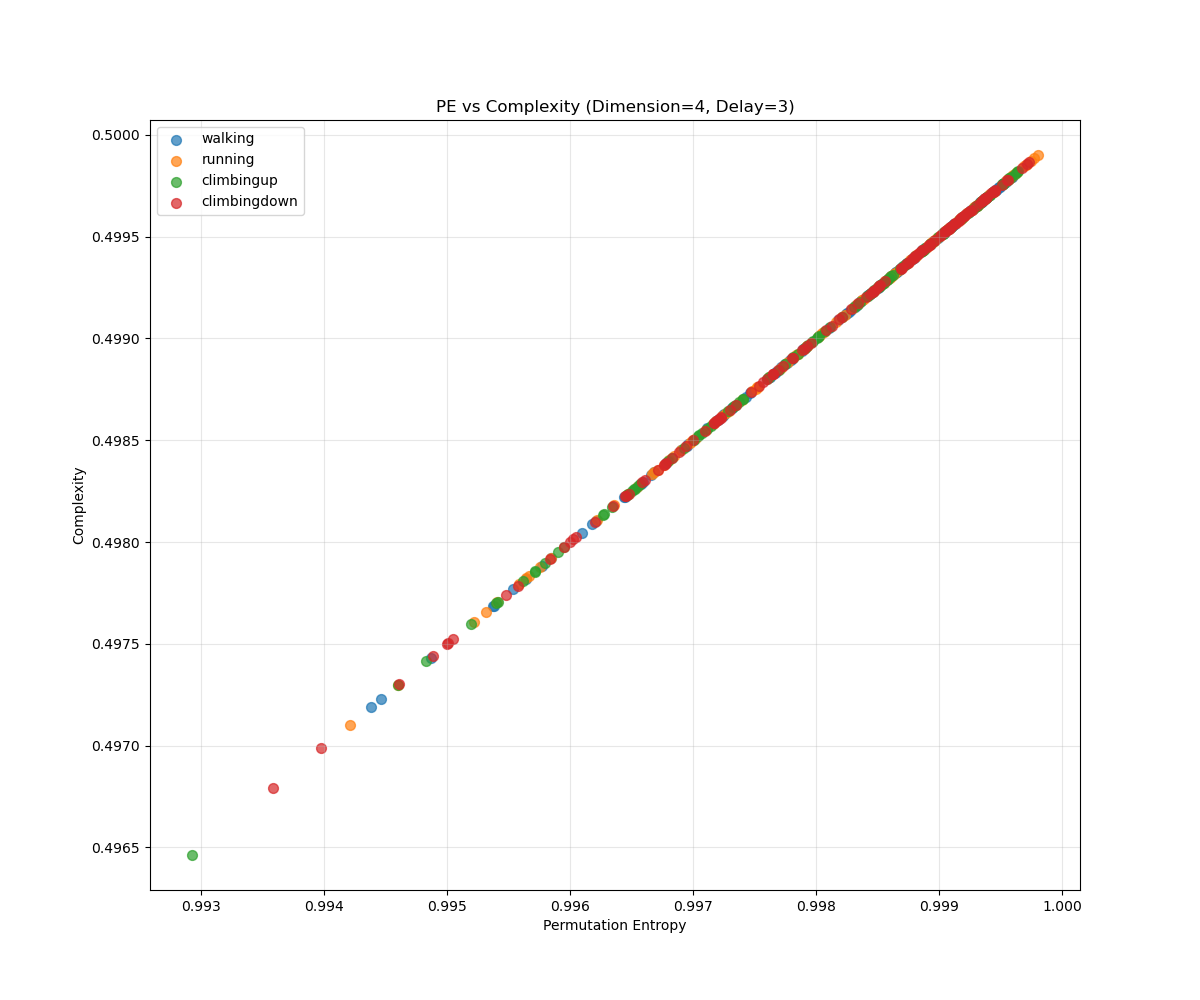 PE vs Complexity (Dimension=4, Delay=3)
walking
running
climbingup
climbingdown
0.5000
0.4995
0.4990
0.4985
0.4980
0.4975
0.4970
0.4965
Complexity
0.993 0.994 0.995 0.996 0.997 0.998 0.999 1.000
Permutation Entropy